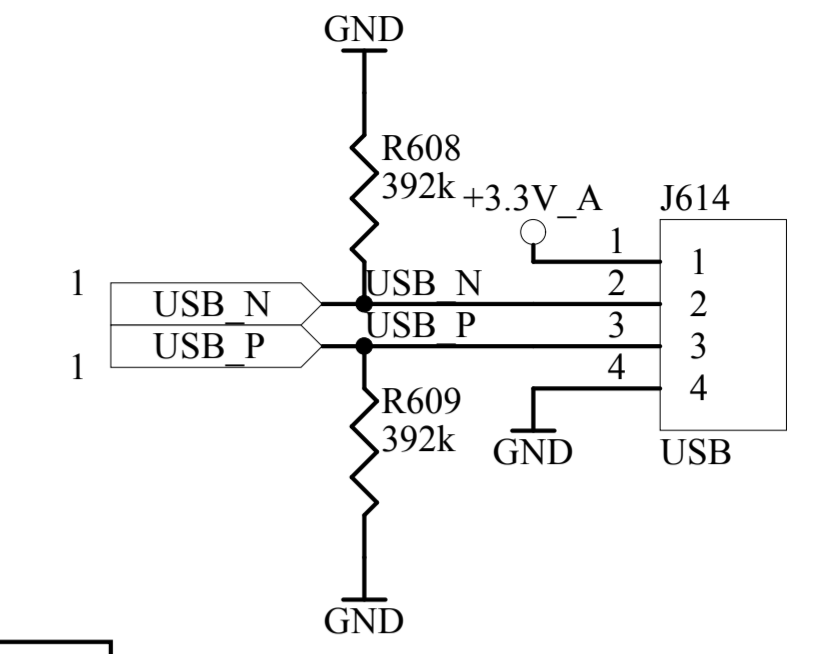 GND
R608
392k
+3.3V_A
J614
1
1
1
USB_N
USB_N
2
2
USB_P
USB_P
3
3
1
4
4
R609
392k
GND
USB
GND